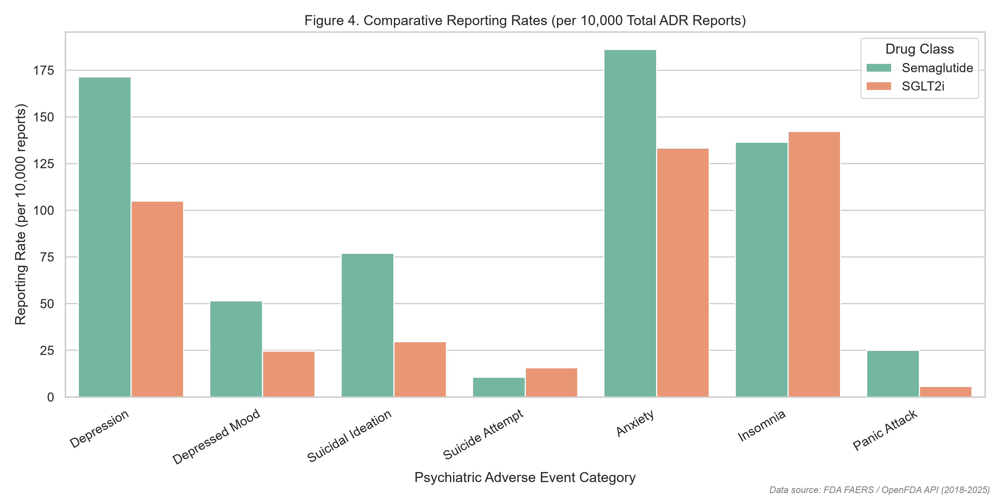 Figure 4. Comparative Reporting Rates (per 10,000 Total ADR Reports)
Drug Class
Semaglutide
SGLT2i
Reporting Rate (per 10,000 reports)
175
150
125
100
75
50
25
0
Depression
Depressed Mood
Suicidal Ideation
Suicide Attempt
Anxiety
Insomnia
Panic Attack
Psychiatric Adverse Event Category
Data source: FDA FAERS / OpenFDA API (2018-2025)